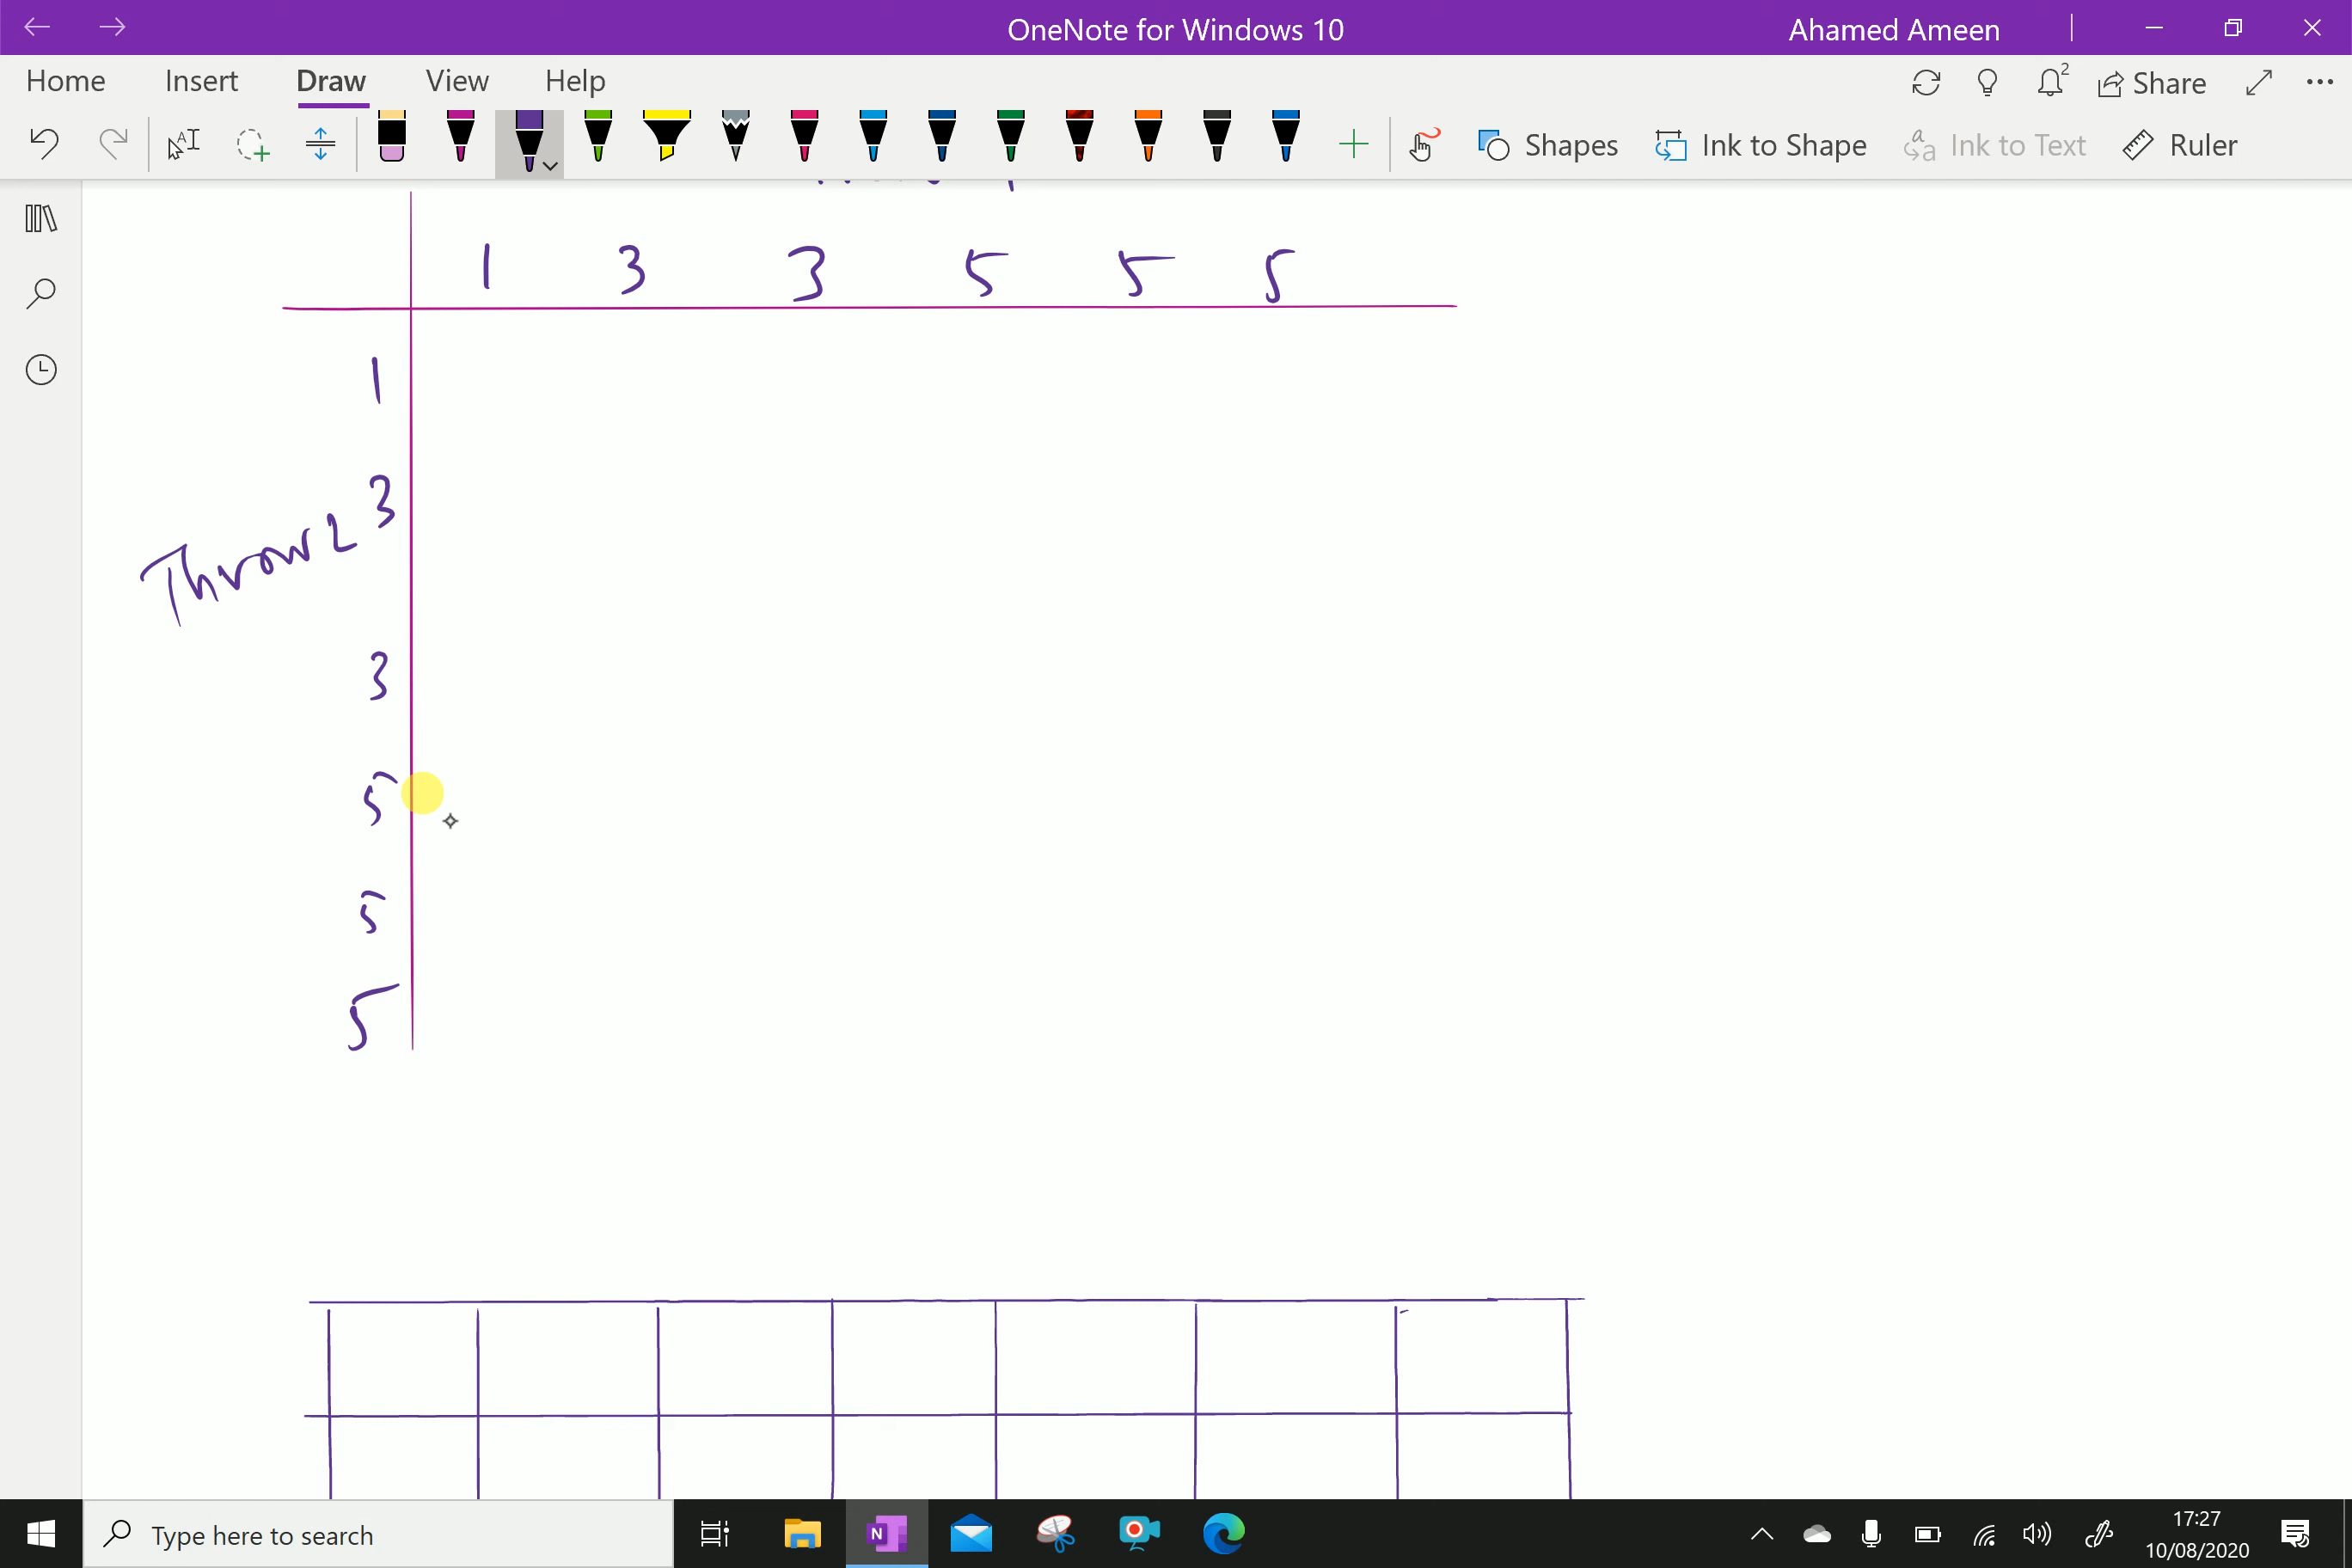 OneNote for Windows 10
Ahamed Ameen
Home Insert Draw View Help
2
Share
Shapes
Ink to Shape
Ink to Text
Ruler
1 3 3 5 5 5
1
3
Throw 2
3
5
5
5
Type here to search
17:27
10/08/2020